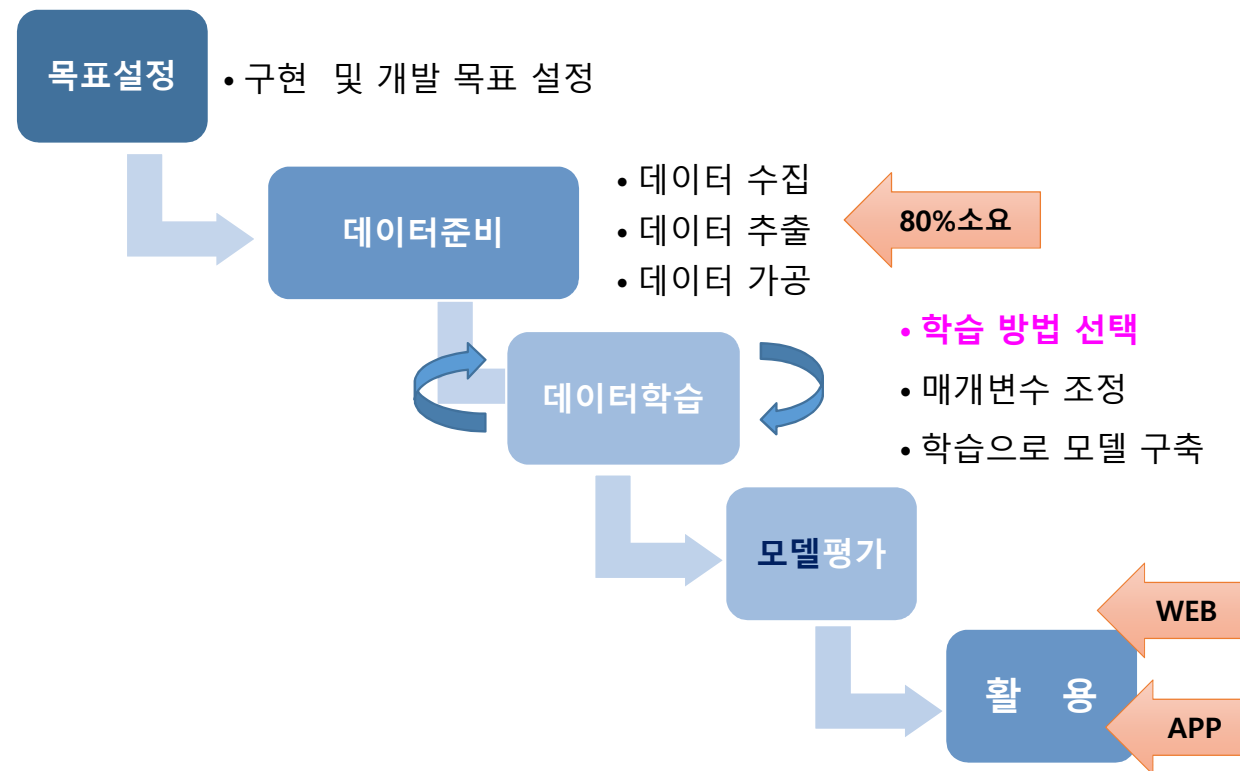 목표설정
• 구현 및 개발 목표 설정
데이터준비
• 데이터 수집
• 데이터 추출
• 데이터 가공
80%소요
데이터학습
• 학습 방법 선택
• 매개변수 조정
• 학습으로 모델 구축
모델평가
WEB
활 용
APP